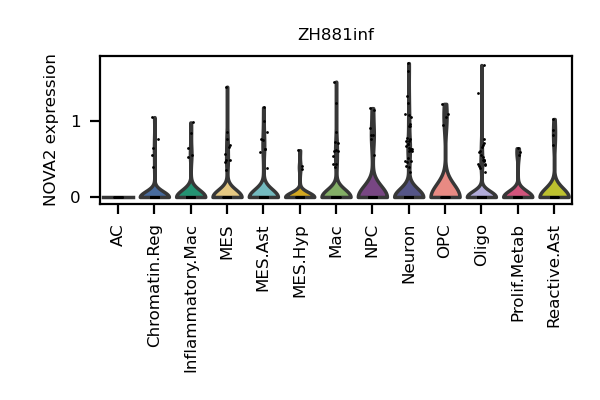 ZH881inf
NOVA2 expression
1
0
AC
Chromatin.Reg
Inflammatory.Mac
MES
MES.Ast
MES.Hyp
Mac
NPC
Neuron
OPC
Oligo
Prolif.Metab
Reactive.Ast